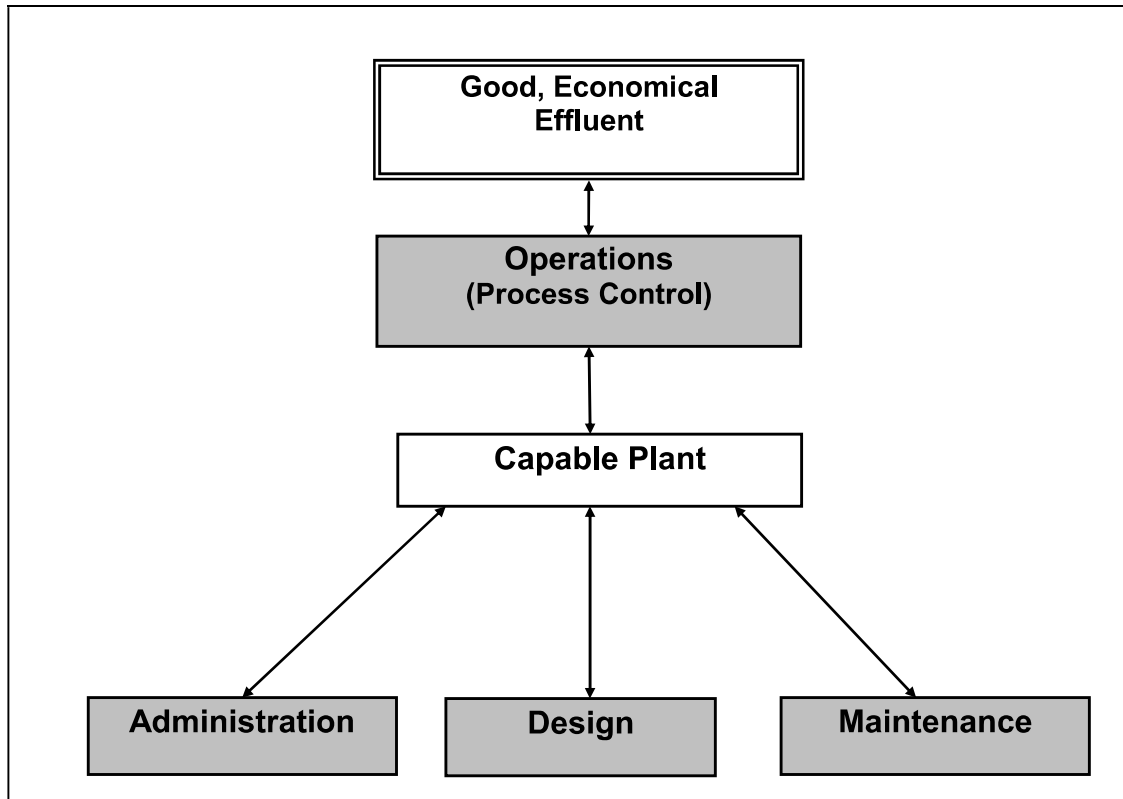 Good, Economical
Effluent
Operations
(Process Control)
Capable Plant
Administration
Design
Maintenance